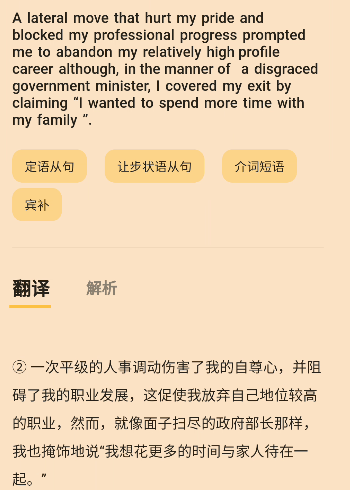 A lateral move that hurt my pride and
blocked my professional progress prompted
me to abandon my relatively high profile
career although, in the manner of a disgraced
government minister, I covered my exit by
claiming “I wanted to spend more time with
my family ”.
定语从句 让步状语从句 介词短语
宾补
翻译 解析
② 一次平级的人事调动伤害了我的自尊心，并阻
碍了我的职业发展，这促使我放弃自己地位较高
的职业，然而，就像面子扫尽的政府部长那样，
我也掩饰地说“我想花更多的时间与家人待在一
起。”